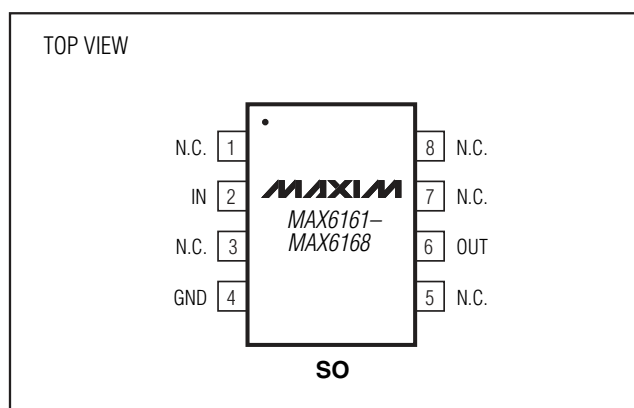 TOP VIEW
N.C. 1
8 N.C.
IN 2
MAXIM
7 N.C.
MAX6161–
MAX6168
N.C. 3
6 OUT
GND 4
5 N.C.
SO